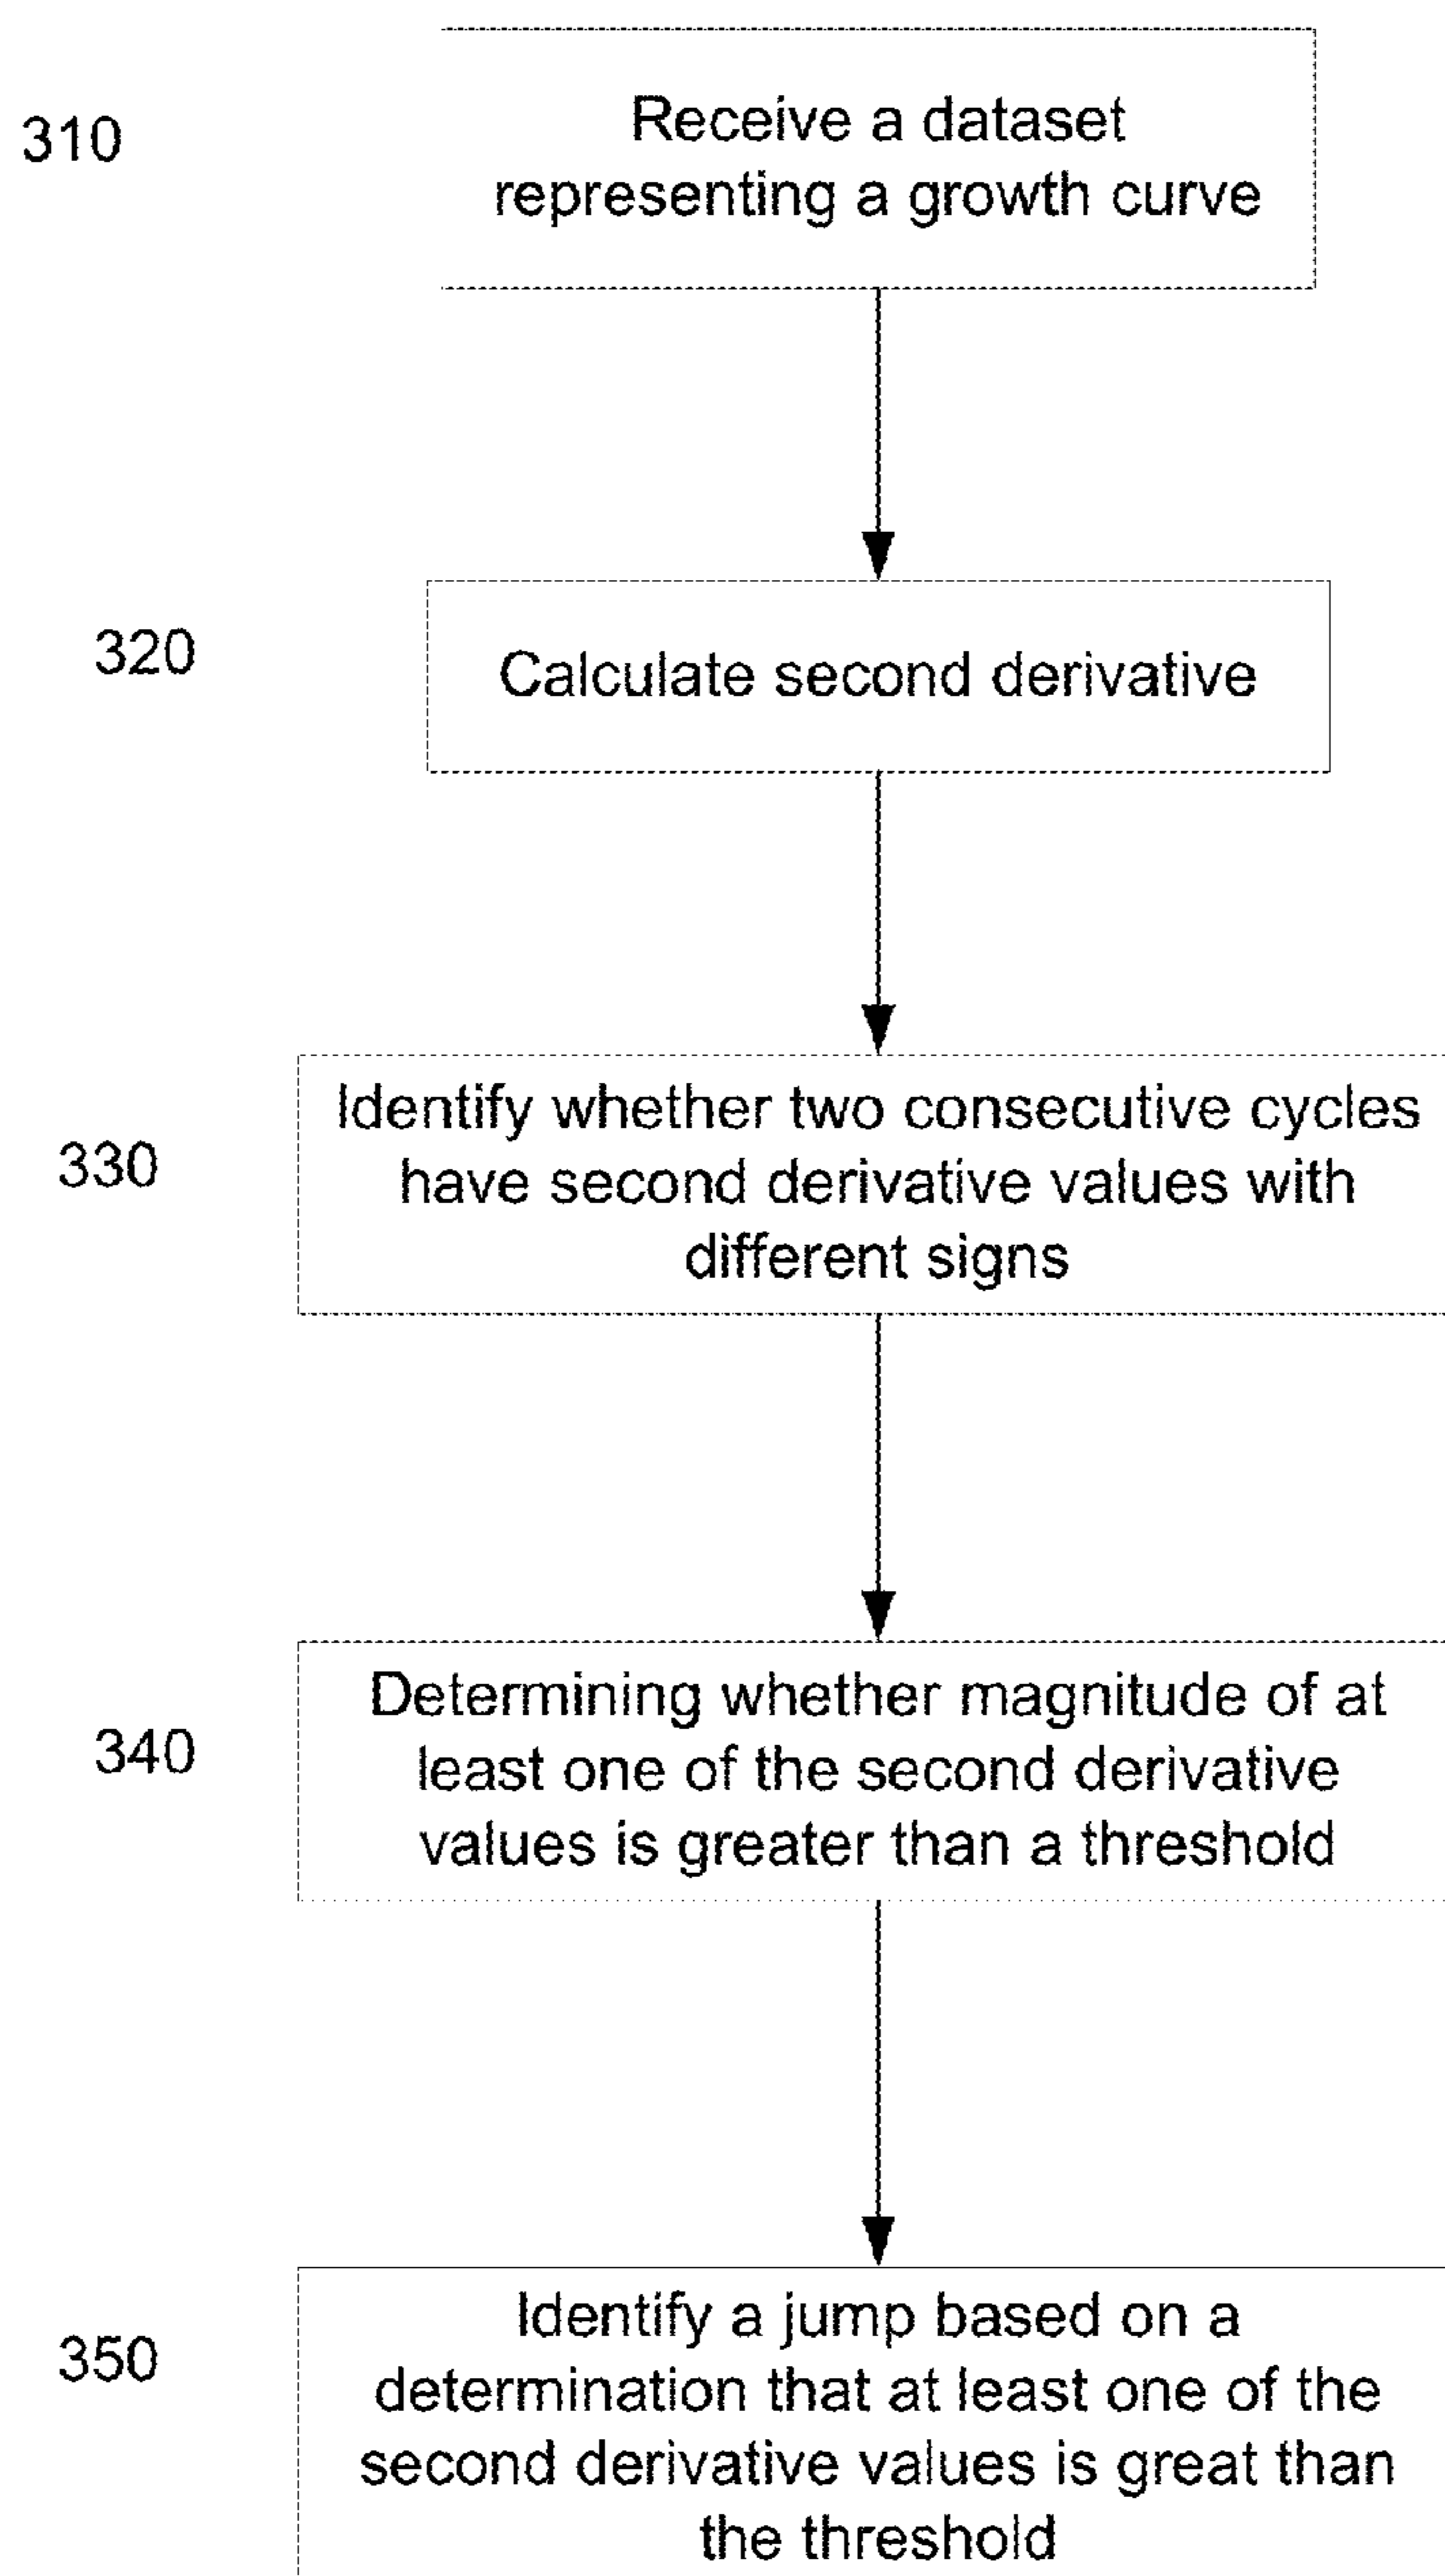 310
Receive a dataset
representing a growth curve
320
Calculate second derivative
330
Identify whether two consecutive cycles
have second derivative values with
different signs
340
Determining whether magnitude of at
least one of the second derivative
values is greater than a threshold
350
Identify a jump based on a
determination that at least one of the
second derivative values is great than
the threshold